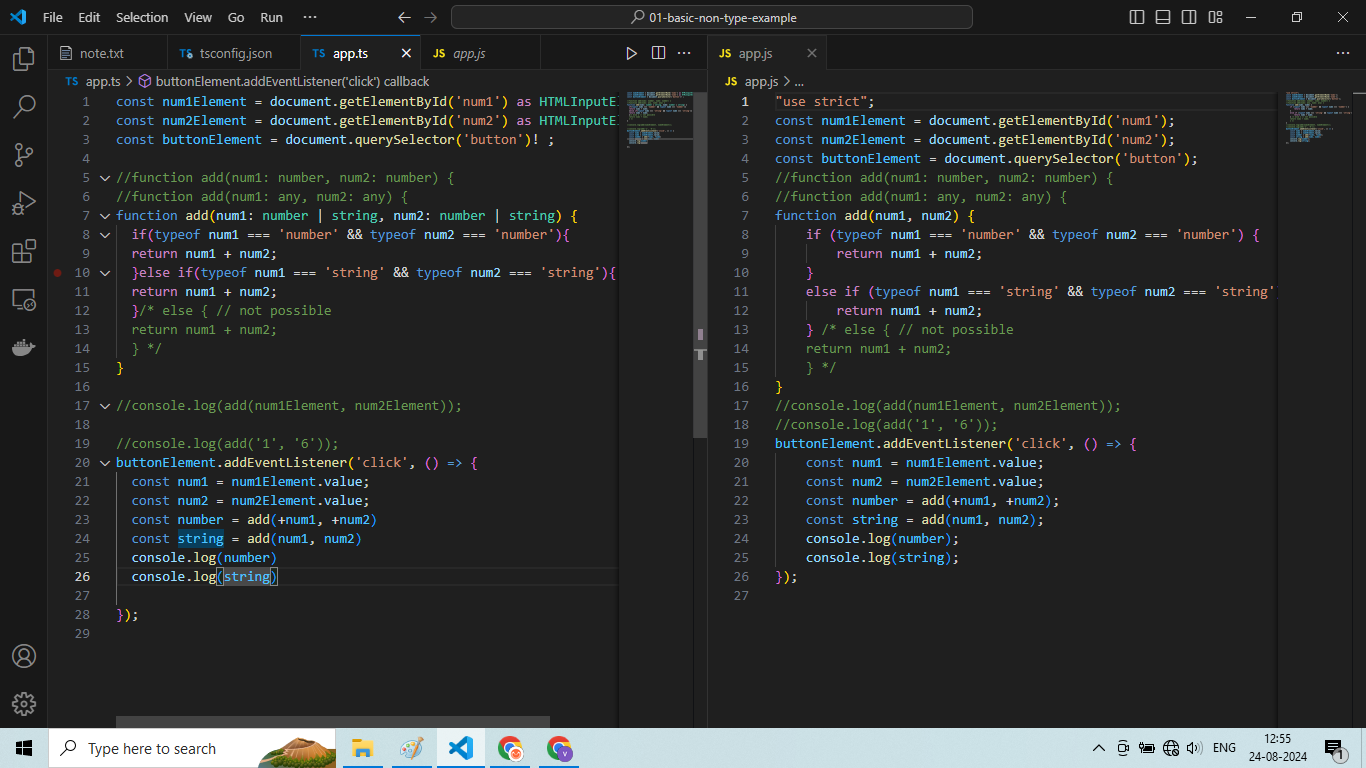 File Edit Selection View Go Run ···
01-basic-non-type-example
note.txt
TS tsconfig.json
TS app.ts
JS app.js
JS app.js
TS app.ts > buttonElement.addEventListener('click') callback
1 const num1Element = document.getElementById('num1') as HTMLInputE
2 const num2Element = document.getElementById('num2') as HTMLInputE
3 const buttonElement = document.querySelector('button')! ;
4
5 //function add(num1: number, num2: number) {
6 //function add(num1: any, num2: any) {
7 function add(num1: number | string, num2: number | string) {
8 if(typeof num1 === 'number' && typeof num2 === 'number'){
9 return num1 + num2;
10 }else if(typeof num1 === 'string' && typeof num2 === 'string'){
11 return num1 + num2;
12 }/* else { // not possible
13 return num1 + num2;
14 } */
15 }
16
17 //console.log(add(num1Element, num2Element));
18
19 //console.log(add('1', '6'));
20 buttonElement.addEventListener('click', () => {
21 const num1 = num1Element.value;
22 const num2 = num2Element.value;
23 const number = add(+num1, +num2)
24 const string = add(num1, num2)
25 console.log(number)
26 console.log(string)
27
28 });
29
JS app.js > ...
1 "use strict";
2 const num1Element = document.getElementById('num1');
3 const num2Element = document.getElementById('num2');
4 const buttonElement = document.querySelector('button');
5 //function add(num1: number, num2: number) {
6 //function add(num1: any, num2: any) {
7 function add(num1, num2) {
8 if (typeof num1 === 'number' && typeof num2 === 'number') {
9 return num1 + num2;
10 }
11 else if (typeof num1 === 'string' && typeof num2 === 'string'
12 return num1 + num2;
13 } /* else { // not possible
14 return num1 + num2;
15 } */
16 }
17 //console.log(add(num1Element, num2Element));
18 //console.log(add('1', '6'));
19 buttonElement.addEventListener('click', () => {
20 const num1 = num1Element.value;
21 const num2 = num2Element.value;
22 const number = add(+num1, +num2);
23 const string = add(num1, num2);
24 console.log(number);
25 console.log(string);
26 });
27
Type here to search
V
ENG
12:55
24-08-2024
1